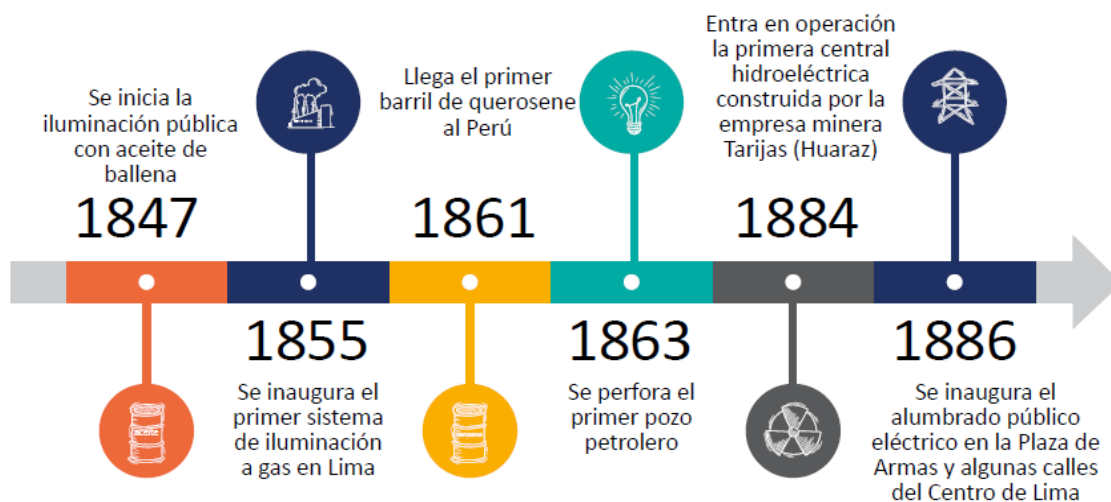 Se inicia la
iluminación pública
con aceite de
ballena
1847
aceite
1855
Se inaugura el
primer sistema
de iluminación
a gas en Lima
Llega el primer
barril de querosene
al Perú
1861
1863
Se perfora el
primer pozo
petrolero
Entra en operación
la primera central
hidroeléctrica
construida por la
empresa minera
Tarijas (Huaraz)
1884
1886
Se inaugura el
alumbrado público
eléctrico en la Plaza de
Armas y algunas calles
del Centro de Lima